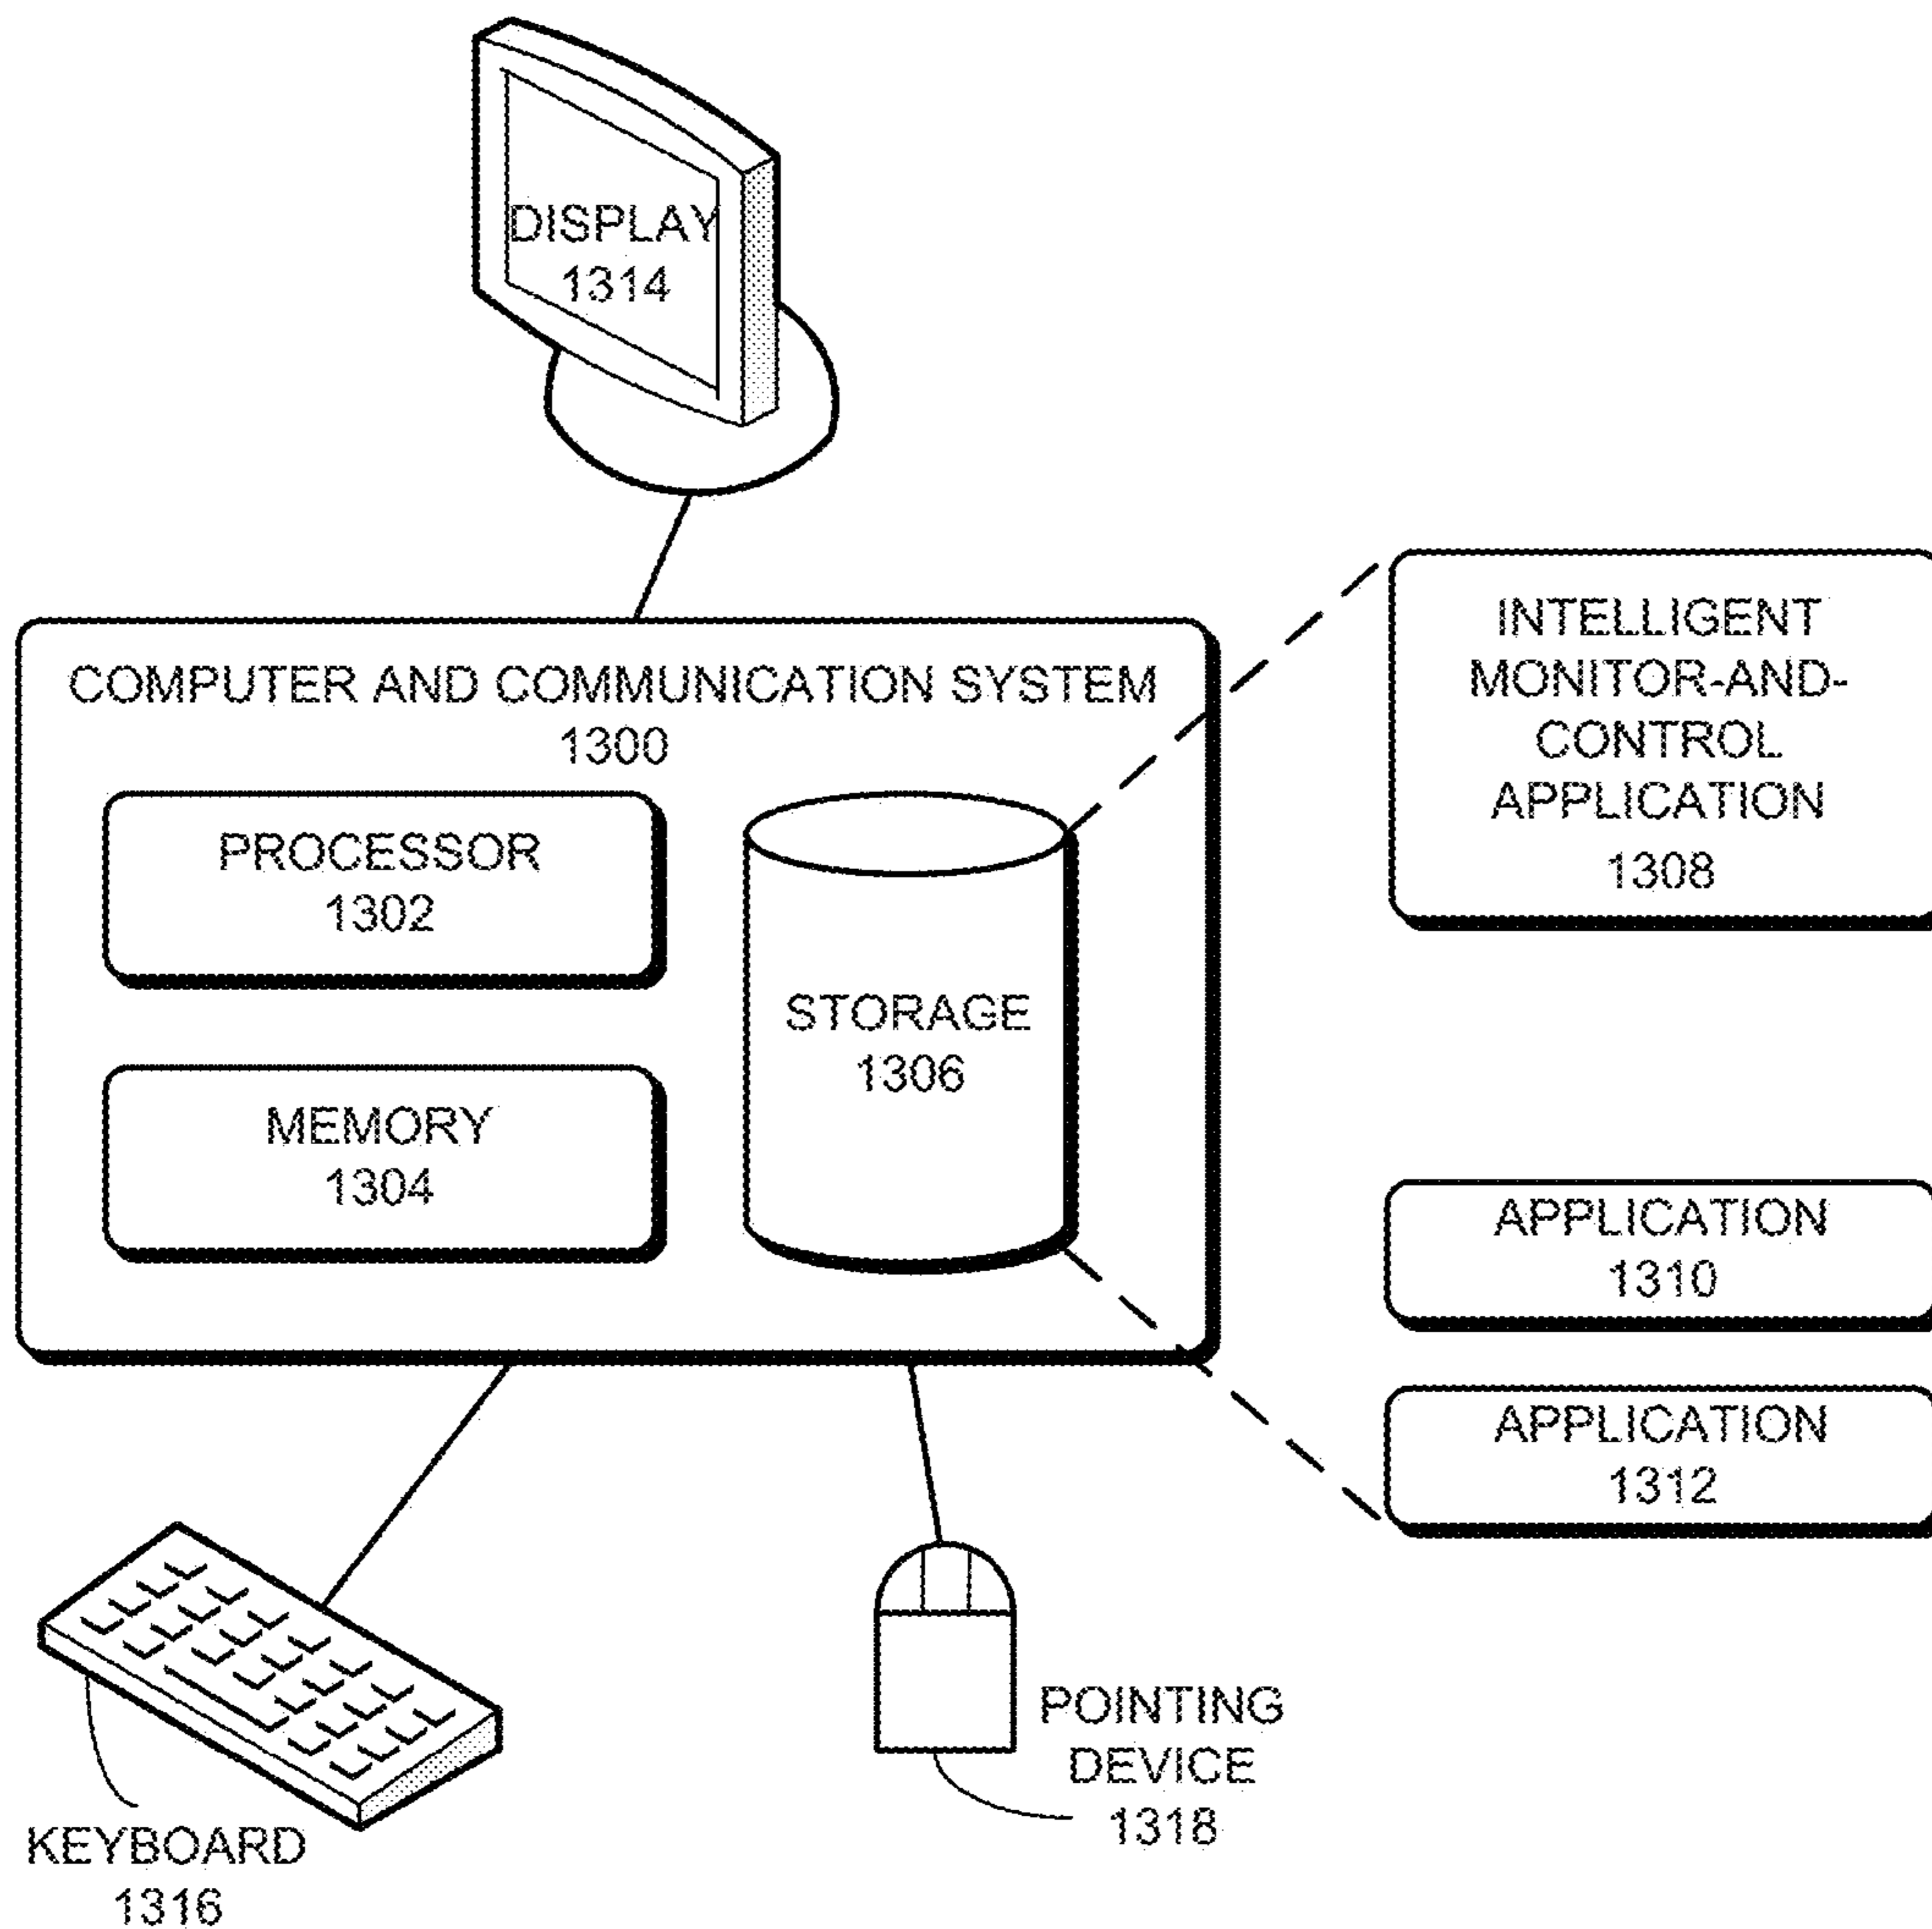 DISPLAY
1314
COMPUTER AND COMMUNICATION SYSTEM
1300
PROCESSOR
1302
MEMORY
1304
STORAGE
1306
INTELLIGENT
MONITOR-AND-
CONTROL
APPLICATION
1308
APPLICATION
1310
APPLICATION
1312
KEYBOARD
1316
POINTING
DEVICE
1318